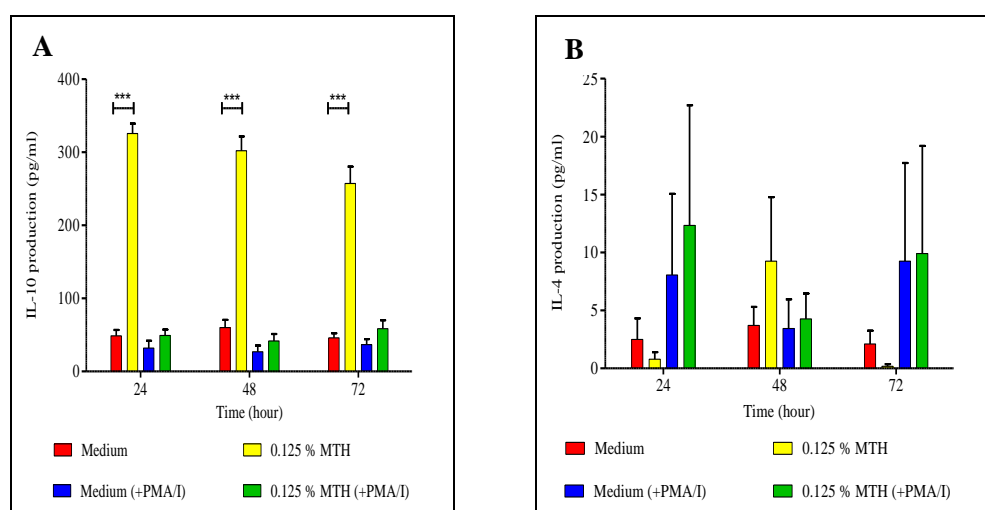 A
400
300
200
100
0
IL-10 production (pg/ml)
***
***
***
24
48
72
Time (hour)
Medium
0.125 % MTH
Medium (+PMA/I)
0.125 % MTH (+PMA/I)
B
25
20
15
10
5
0
IL-4 production (pg/ml)
24
48
72
Time (hour)
Medium
0.125 % MTH
Medium (+PMA/I)
0.125 % MTH (+PMA/I)